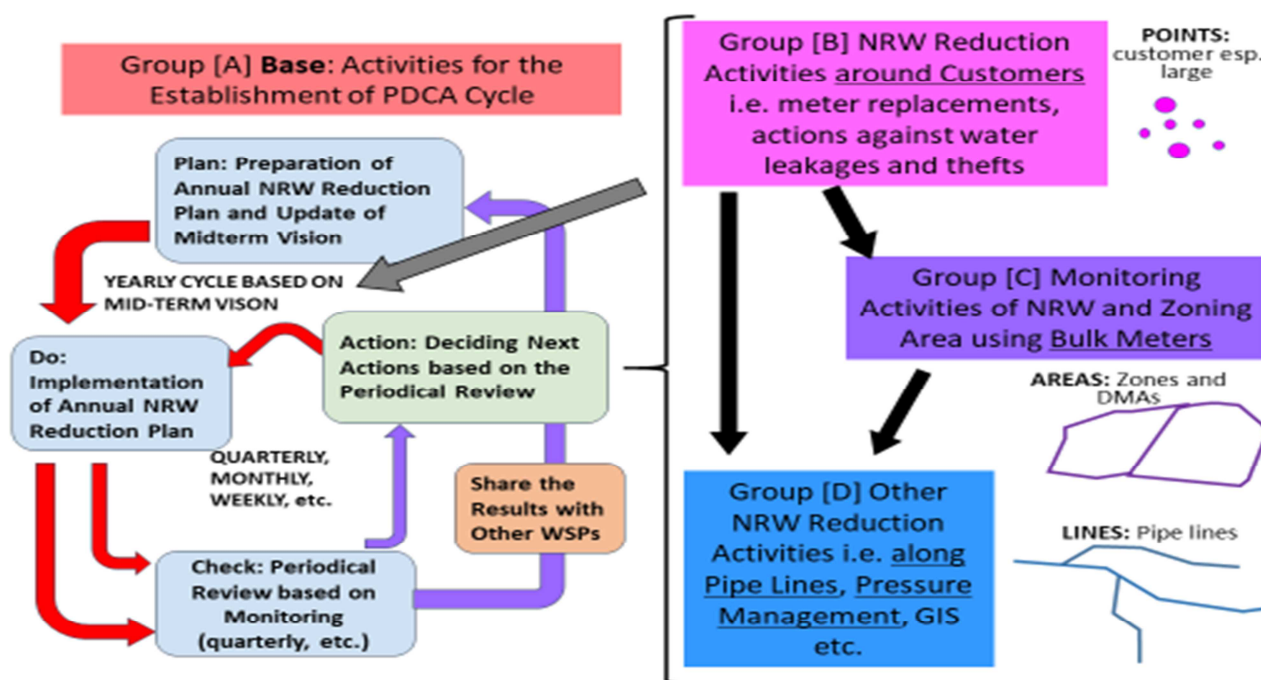 Group [A] Base: Activities for the
Establishment of PDCA Cycle
Plan: Preparation of
Annual NRW Reduction
Plan and Update of
Midterm Vision
YEARLY CYCLE BASED ON
MID-TERM VISON
Do:
Implementation
of Annual NRW
Reduction Plan
Action: Deciding Next
Actions based on the
Periodical Review
QUARTERLY,
MONTHLY,
WEEKLY, etc.
Share the
Results with
Other WSPs
Check: Periodical
Review based on
Monitoring
(quarterly, etc.)
Group [B] NRW Reduction
Activities around Customers
i.e. meter replacements,
actions against water
leakages and thefts
POINTS:
customer esp.
large
Group [C] Monitoring
Activities of NRW and Zoning
Area using Bulk Meters
AREAS: Zones and
DMAs
Group [D] Other
NRW Reduction
Activities i.e. along
Pipe Lines, Pressure
Management, GIS
etc.
LINES: Pipe lines